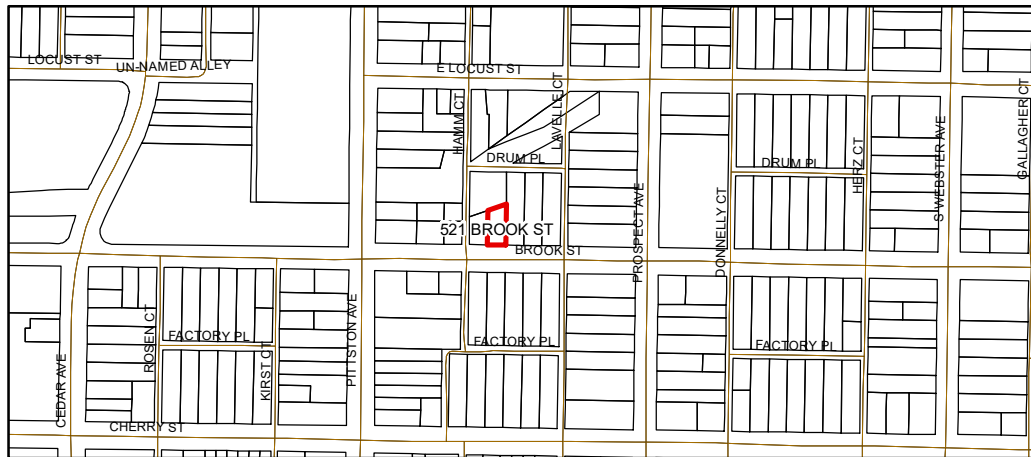 LOCUST ST
UN-NAMED ALLEY
E LOCUST ST
HAMM CT
LAVELLE CT
GALLAGHER CT
DRUM PL
DRUM PL
HERZ CT
S WEBSTER AVE
521 BROOK ST
BROOK ST
PROSPECT AVE
DONNELLY CT
ROSEN CT
FACTORY PL
KIRST CT
PITTSTON AVE
FACTORY PL
FACTORY PL
CEDAR AVE
CHERRY ST